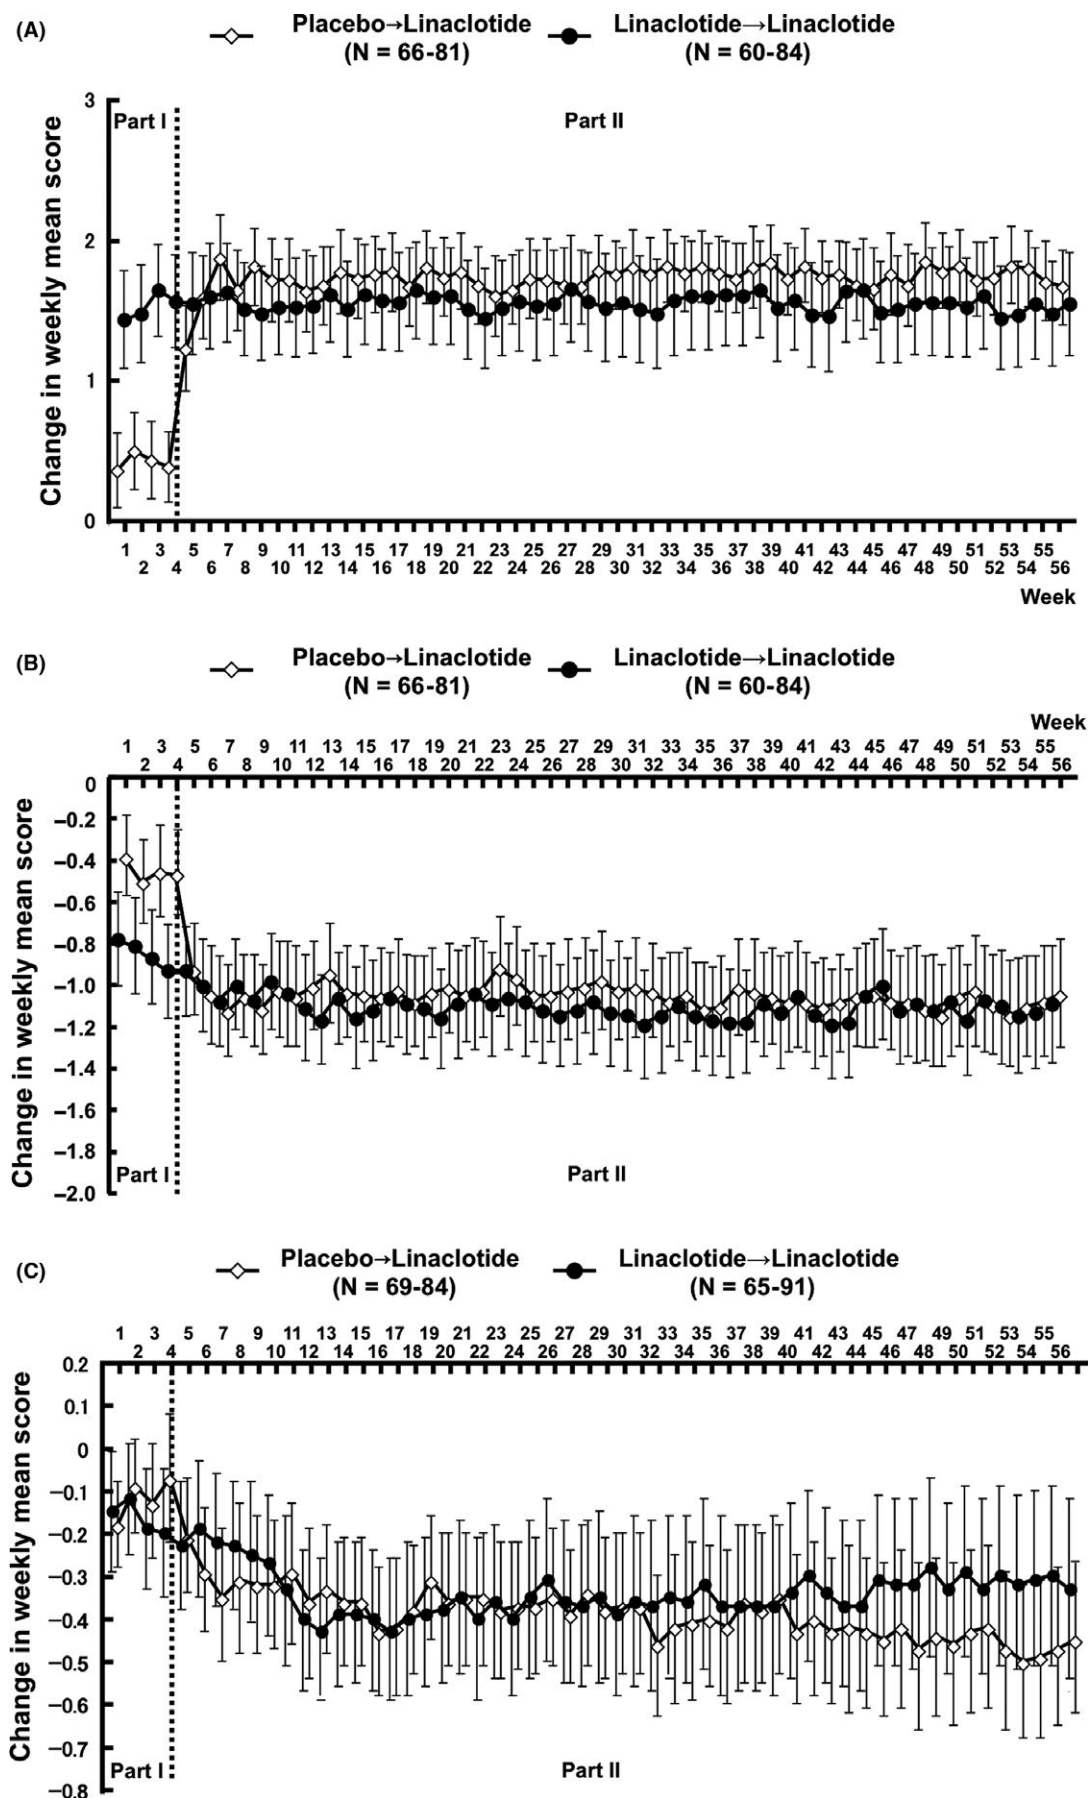 (A)
Placebo→Linaclotide
(N = 66-81)
Linaclotide→Linaclotide
(N = 60-84)
Change in weekly mean score
3
2
1
0
Part I
Part II
1 3 5 7 9 11 13 15 17 19 21 23 25 27 29 31 33 35 37 39 41 43 45 47 49 51 53 55
2 4 6 8 10 12 14 16 18 20 22 24 26 28 30 32 34 36 38 40 42 44 46 48 50 52 54 56
Week
(B)
Placebo→Linaclotide
(N = 66-81)
Linaclotide→Linaclotide
(N = 60-84)
Week
1 3 5 7 9 11 13 15 17 19 21 23 25 27 29 31 33 35 37 39 41 43 45 47 49 51 53 55
2 4 6 8 10 12 14 16 18 20 22 24 26 28 30 32 34 36 38 40 42 44 46 48 50 52 54 56
Change in weekly mean score
0
−0.2
−0.4
−0.6
−0.8
−1.0
−1.2
−1.4
−1.6
−1.8
−2.0
Part I
Part II
(C)
Placebo→Linaclotide
(N = 69-84)
Linaclotide→Linaclotide
(N = 65-91)
1 3 5 7 9 11 13 15 17 19 21 23 25 27 29 31 33 35 37 39 41 43 45 47 49 51 53 55
2 4 6 8 10 12 14 16 18 20 22 24 26 28 30 32 34 36 38 40 42 44 46 48 50 52 54 56
Change in weekly mean score
0.2
0.1
0
−0.1
−0.2
−0.3
−0.4
−0.5
−0.6
−0.7
−0.8
Part I
Part II